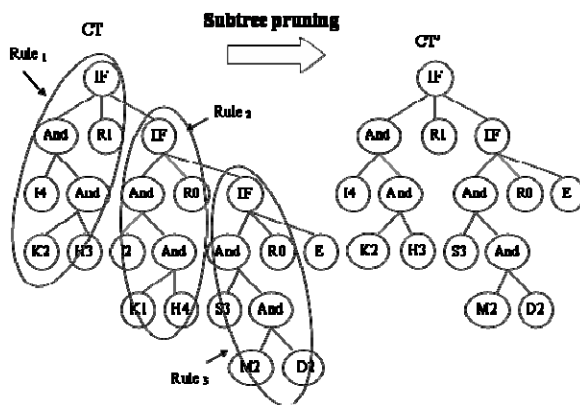 Subtree pruning
CT
CT'
Rule 1
IF
IF
And
R1
Rule 2
IF
And
R1
IF
I4
And
And
R0
IF
I4
And
And
R0
E
K2
H3
And
And
R0
E
K2
H3
S3
And
K1
H4
S3
And
M2
D2
Rule 3
M2